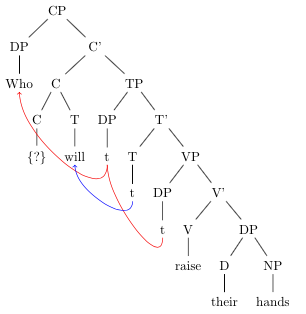 CP
DP C'
Who C TP
C T DP T'
{?} will t T VP
t DP V'
t V DP
raise D NP
their hands